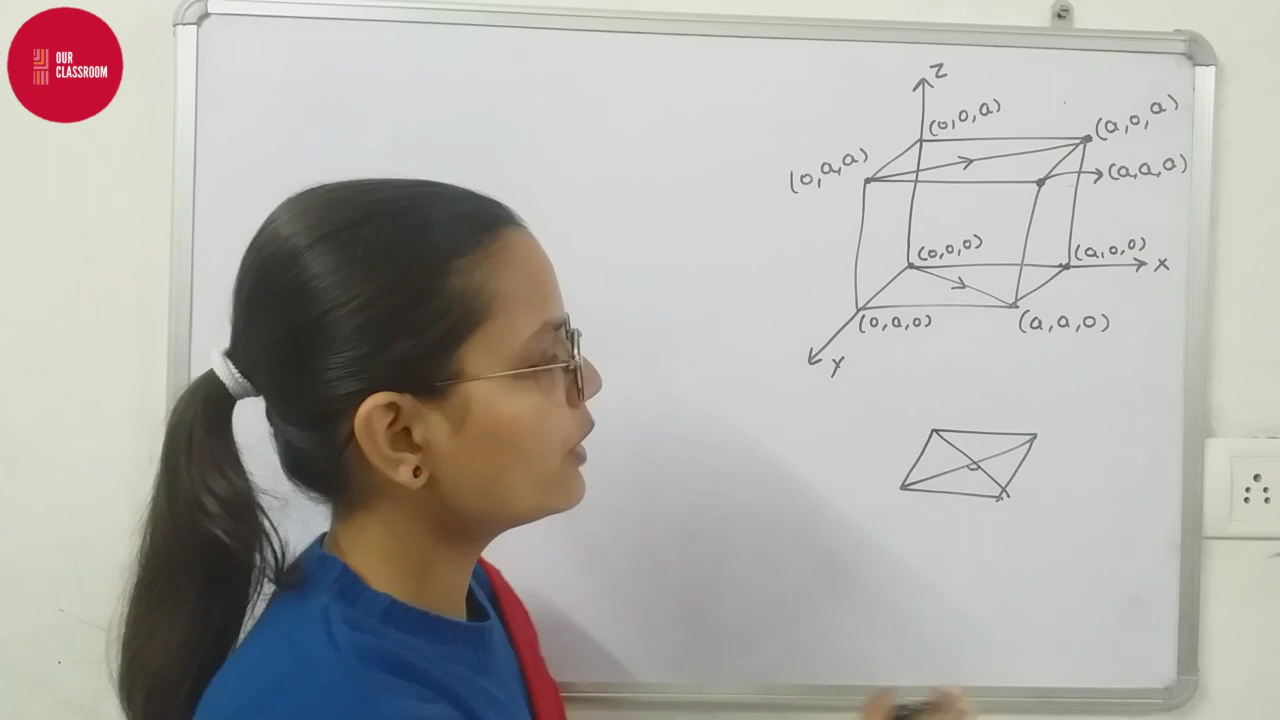 OUR
CLASSROOM
Z
(0,0,a)
(a,0,a)
(0,a,a)
(a,a,a)
(0,0,0)
(a,0,0)
X
(0,a,0)
(a,a,0)
Y